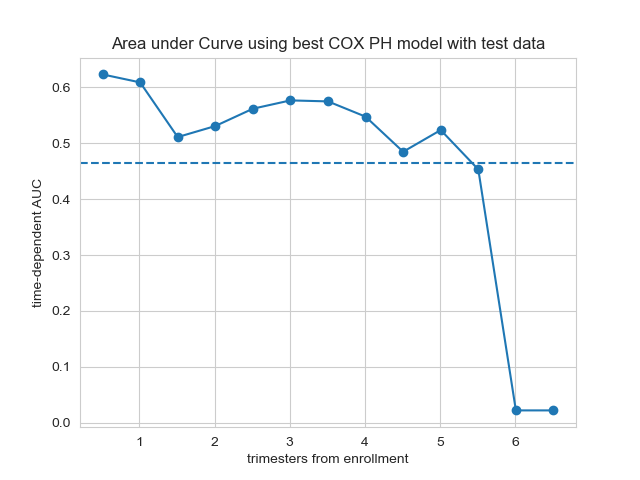 Area under Curve using best COX PH model with test data
time-dependent AUC
0.6
0.5
0.4
0.3
0.2
0.1
0.0
1 2 3 4 5 6
trimesters from enrollment